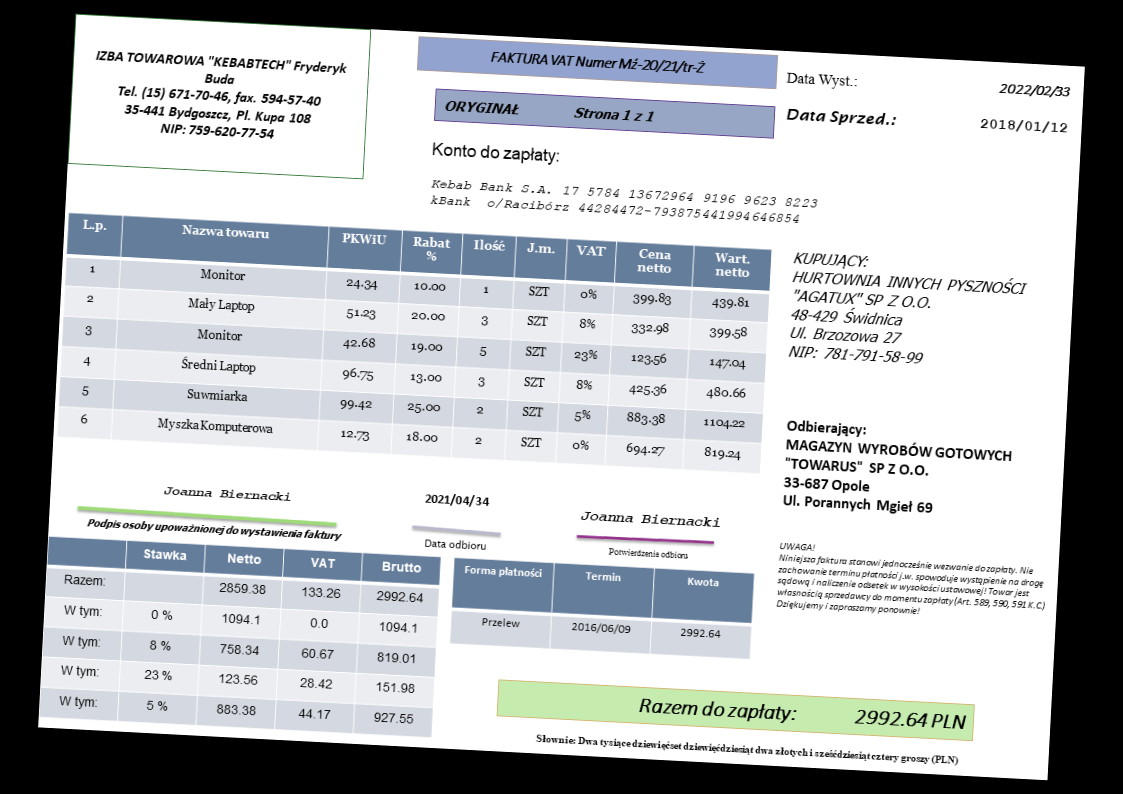 IZBA TOWAROWA "KEBABTECH" Fryderyk
Buda
Tel. (15) 671-70-46, fax. 594-57-40
35-441 Bydgoszcz, Pl. Kupa 108
NIP: 759-620-77-54
FAKTURA VAT Numer Mź-20/21/tr-Ż
ORYGINAŁ Strona 1 z 1
Data Wyst.: 2022/02/33
Data Sprzed.: 2018/01/12
Konto do zapłaty:
Kebab Bank S.A. 17 5784 13672964 9196 9623 8223
kBank o/Racibórz 44284472-793875441994646854
L.p. Nazwa towaru PKWiU Rabat % Ilość J.m. VAT Cena netto Wart. netto
1 Monitor 24.34 10.00 1 SZT 0% 399.83 439.81
2 Mały Laptop 51.23 20.00 3 SZT 8% 332.98 399.58
3 Monitor 42.68 19.00 5 SZT 23% 123.56 147.04
4 Średni Laptop 96.75 13.00 3 SZT 8% 425.36 480.66
5 Suwmiarka 99.42 25.00 2 SZT 5% 883.38 1104.22
6 Myszka Komputerowa 12.73 18.00 2 SZT 0% 694.27 819.24
KUPUJĄCY:
HURTOWNIA INNYCH PYSZNOŚCI
"AGATUX" SP Z O.O.
48-429 Świdnica
Ul. Brzozowa 27
NIP: 781-791-58-99
Odbierający:
MAGAZYN WYROBÓW GOTOWYCH
"TOWARUS" SP Z O.O.
33-687 Opole
Ul. Porannych Mgieł 69
Joanna Biernacki
Podpis osoby upoważnionej do wystawienia faktury
2021/04/34
Data odbioru
Joanna Biernacki
Potwierdzenie odbioru
UWAGA!
Niniejsza faktura stanowi jednocześnie wezwanie do zapłaty. Nie
zachowanie terminu płatności j.w. spowoduje wystąpienie na drogę
sądową i naliczenie odsetek w wysokości ustawowej! Towar jest
własnością sprzedawcy do momentu zapłaty (Art. 589, 590, 591 K.C)
Dziękujemy i zapraszamy ponownie!
Stawka Netto VAT Brutto
Razem: 2859.38 133.26 2992.64
W tym: 0 % 1094.1 0.0 1094.1
W tym: 8 % 758.34 60.67 819.01
W tym: 23 % 123.56 28.42 151.98
W tym: 5 % 883.38 44.17 927.55
Forma płatności Termin Kwota
Przelew 2016/06/09 2992.64
Razem do zapłaty: 2992.64 PLN
Słownie: Dwa tysiące dziewięćset dziewięćdziesiąt dwa złotych i sześćdziesiąt cztery groszy (PLN)